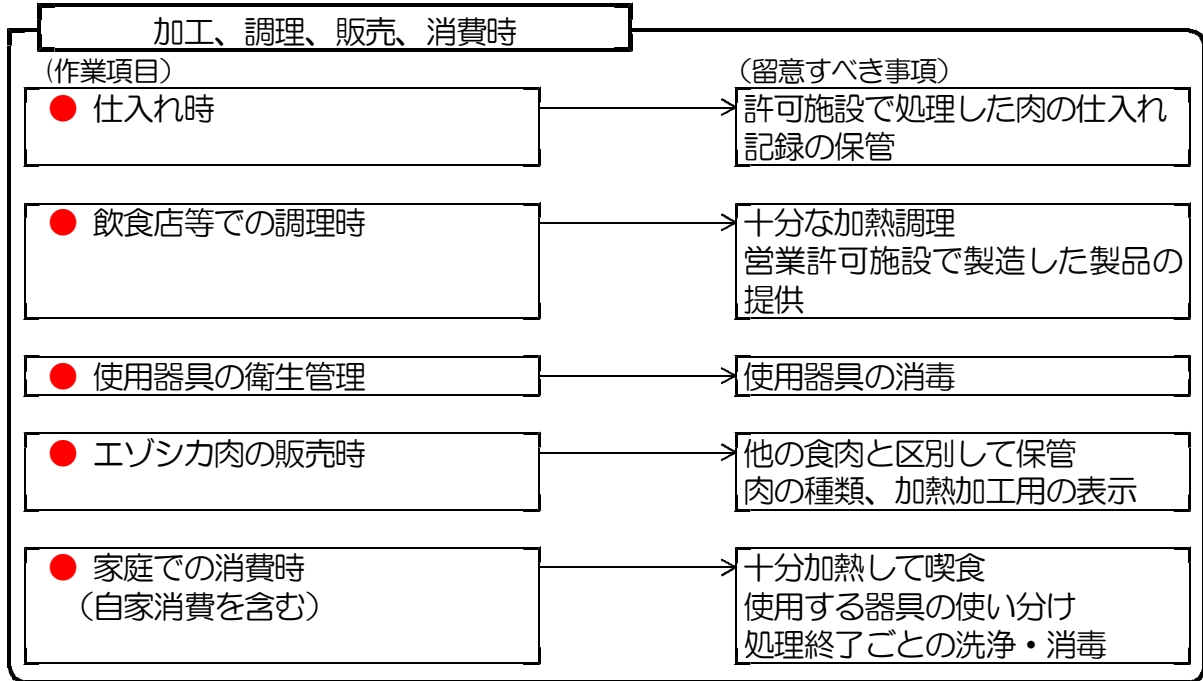 加工、調理、販売、消費時
(作業項目)
(留意すべき事項)
● 仕入れ時
許可施設で処理した肉の仕入れ
記録の保管
● 飲食店等での調理時
十分な加熱調理
営業許可施設で製造した製品の
提供
● 使用器具の衛生管理
使用器具の消毒
● エゾシカ肉の販売時
他の食肉と区別して保管
肉の種類、加熱加工用の表示
● 家庭での消費時
(自家消費を含む)
十分加熱して喫食
使用する器具の使い分け
処理終了ごとの洗浄・消毒